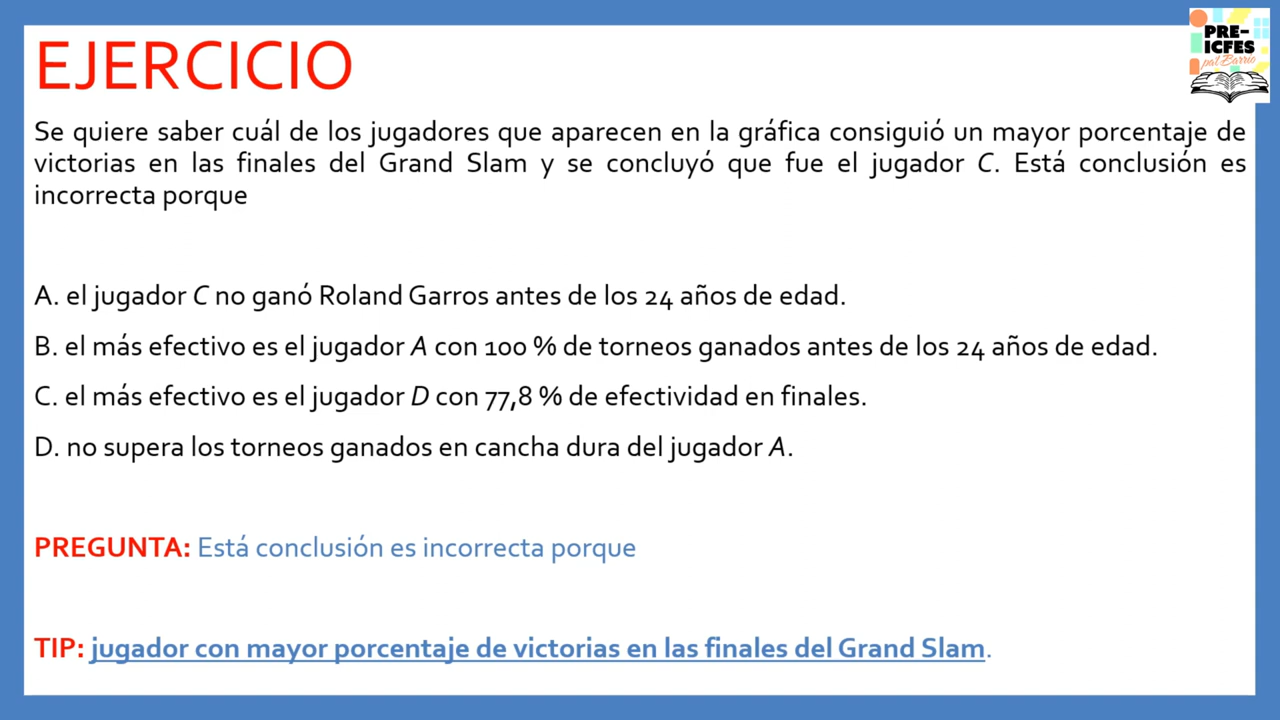 EJERCICIO
PRE-
ICFES
pa'l Barrio
Se quiere saber cuál de los jugadores que aparecen en la gráfica consiguió un mayor porcentaje de
victorias en las finales del Grand Slam y se concluyó que fue el jugador C. Está conclusión es
incorrecta porque
A. el jugador C no ganó Roland Garros antes de los 24 años de edad.
B. el más efectivo es el jugador A con 100 % de torneos ganados antes de los 24 años de edad.
C. el más efectivo es el jugador D con 77,8 % de efectividad en finales.
D. no supera los torneos ganados en cancha dura del jugador A.
PREGUNTA: Está conclusión es incorrecta porque
TIP: jugador con mayor porcentaje de victorias en las finales del Grand Slam.